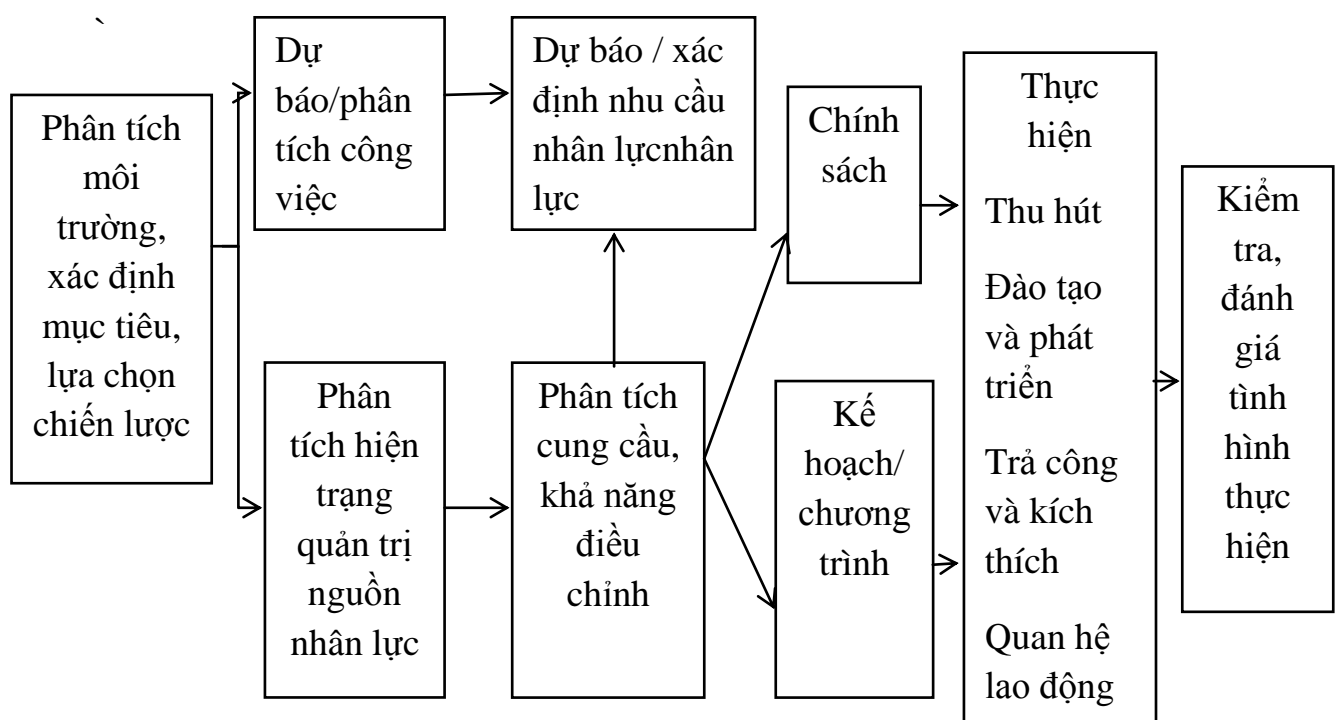 `
Phân tích
môi
trường,
xác định
mục tiêu,
lựa chọn
chiến lược
Dự
báo/phân
tích công
việc
Dự báo / xác
định nhu cầu
nhân lựcnhân
lực
Phân
tích hiện
trạng
quản trị
nguồn
nhân lực
Phân tích
cung cầu,
khả năng
điều
chỉnh
Chính
sách
Kế
hoạch/
chương
trình
Thực
hiện
Thu hút
Đào tạo
và phát
triển
Trả công
và kích
thích
Quan hệ
lao động
Kiểm
tra,
đánh
giá
tình
hình
thực
hiện